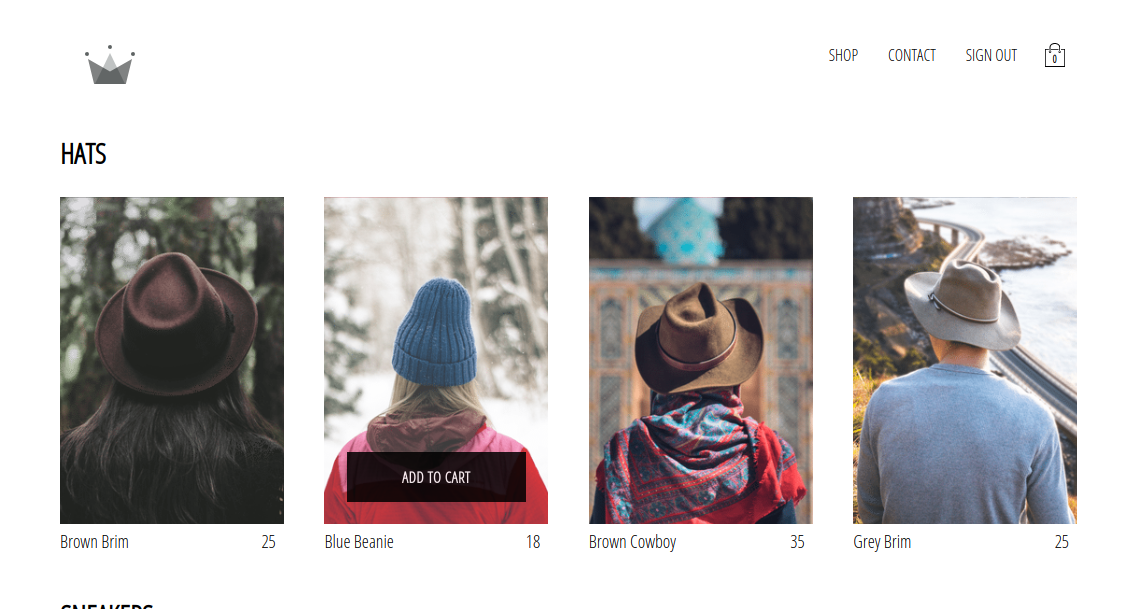 SHOP CONTACT SIGN OUT 0
HATS
ADD TO CART
Brown Brim 25 Blue Beanie 18 Brown Cowboy 35 Grey Brim 25
SNEAKERS